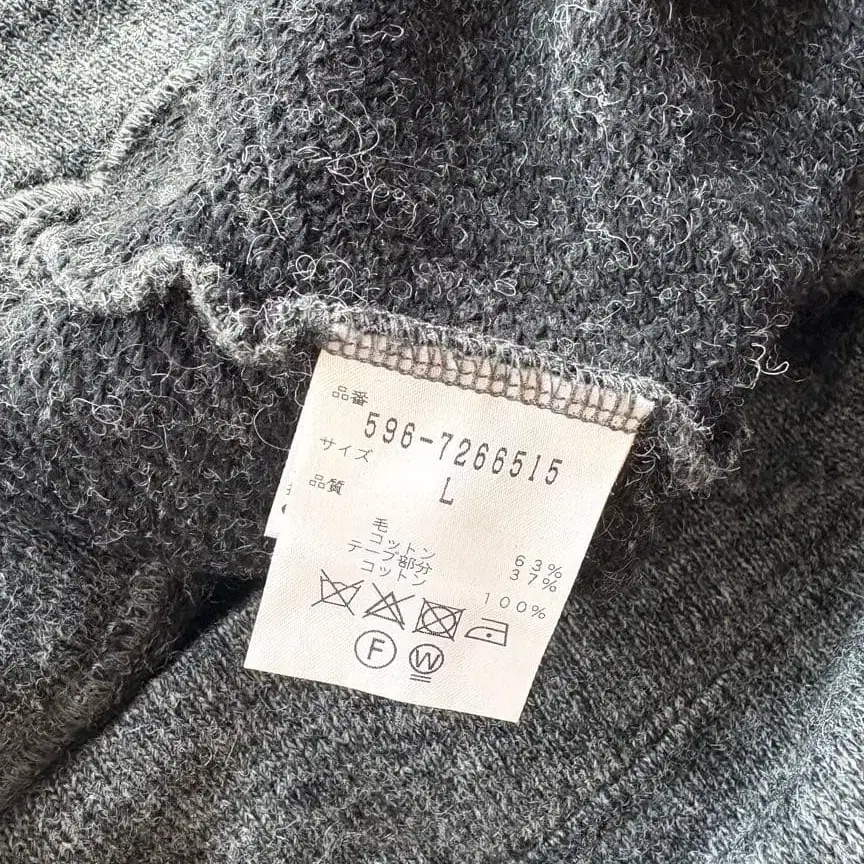 品番
596-7266515
サイズ
L
品質
毛 63%
コットン 37%
テープ部分
コットン 100%
F W